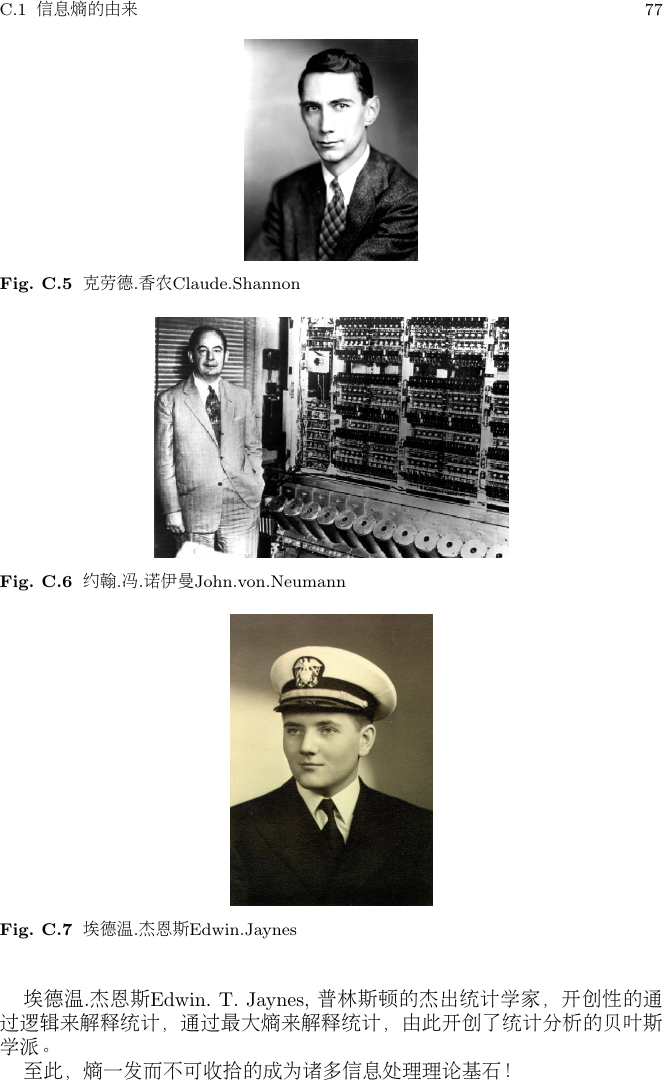 C.1 信息熵的由来 77
Fig. C.5 克劳德.香农Claude.Shannon
Fig. C.6 约翰.冯.诺伊曼John.von.Neumann
Fig. C.7 埃德温.杰恩斯Edwin.Jaynes
埃德温.杰恩斯Edwin. T. Jaynes, 普林斯顿的杰出统计学家，开创性的通
过逻辑来解释统计，通过最大熵来解释统计，由此开创了统计分析的贝叶斯
学派。
至此，熵一发而不可收拾的成为诸多信息处理理论基石！